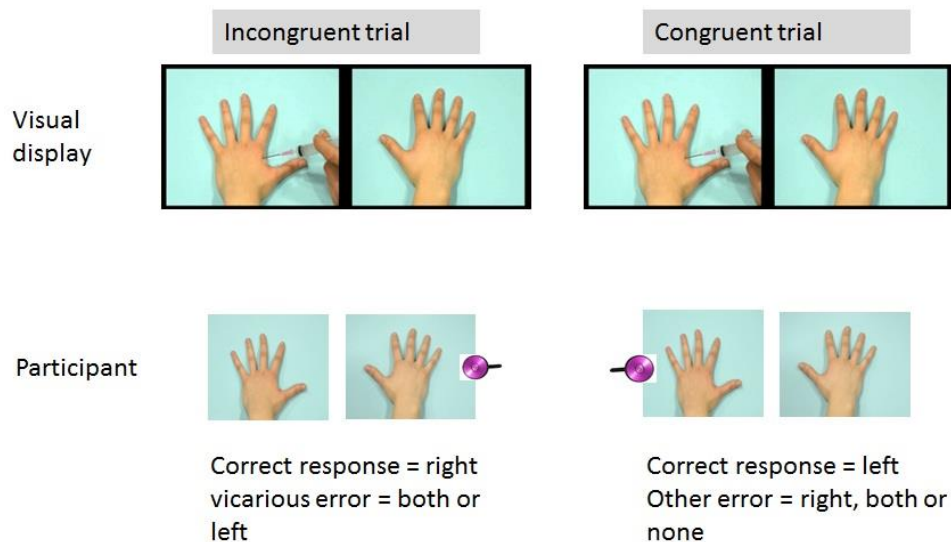 Incongruent trial
Congruent trial
Visual
display
Participant
Correct response = right
vicarious error = both or
left
Correct response = left
Other error = right, both or
none